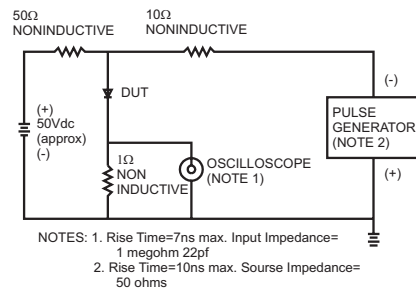 50Ω
NONINDUCTIVE
10Ω
NONINDUCTIVE
DUT
(+)
50Vdc
(approx)
(-)
1Ω
NON
INDUCTIVE
OSCILLOSCOPE
(NOTE 1)
(-)
PULSE
GENERATOR
(NOTE 2)
(+)
NOTES: 1. Rise Time=7ns max. Input Impedance=
1 megohm 22pf
2. Rise Time=10ns max. Sourse Impedance=
50 ohms